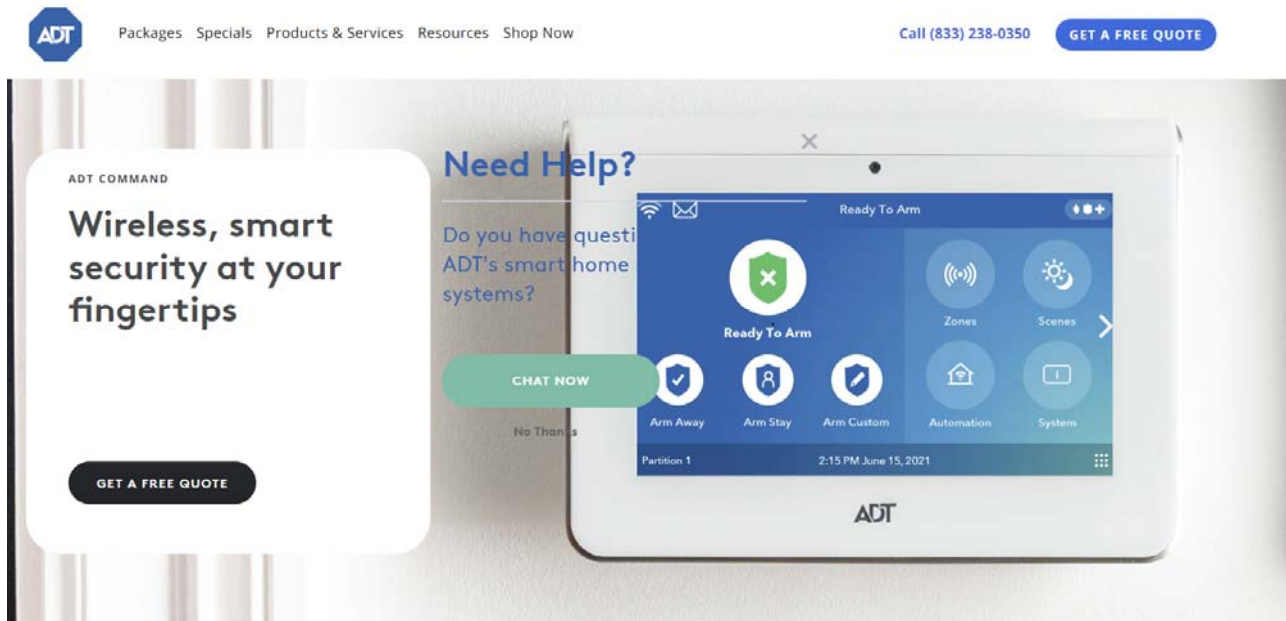 ADT
Packages Specials Products & Services Resources Shop Now
Call (833) 238-0350
GET A FREE QUOTE
ADT COMMAND
Wireless, smart
security at your
fingertips
GET A FREE QUOTE
Need Help?
Do you have questi
ADT's smart home
systems?
CHAT NOW
No Thanks
Ready To Arm
Ready To Arm
Zones
Scenes
Arm Away
Arm Stay
Arm Custom
Automation
System
Partition 1
2:15 PM June 15, 2021
ADT